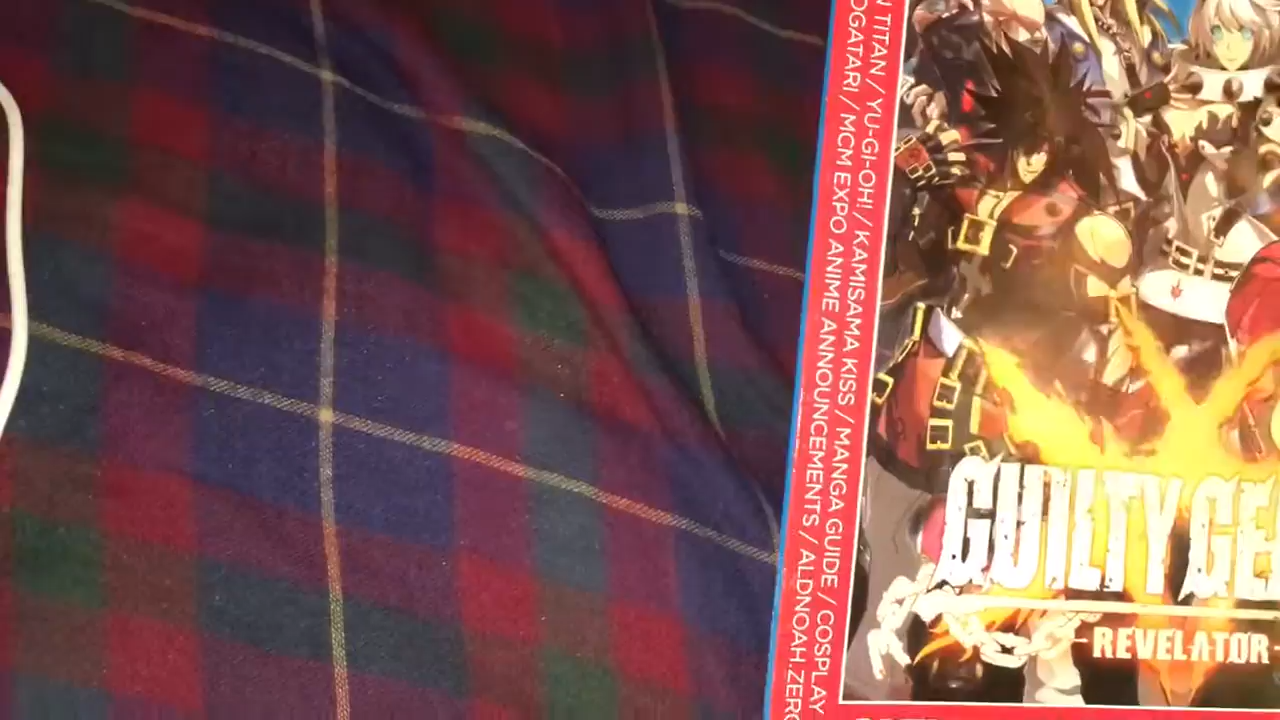 N TITAN / YU-GI-OH! / KAMISAMA KISS / MANGA GUIDE / COSPLAY
OGATARI / MCM EXPO ANIME ANNOUNCEMENTS / ALDNOAH.ZERO
GUILTY GE
-REVELATOR-